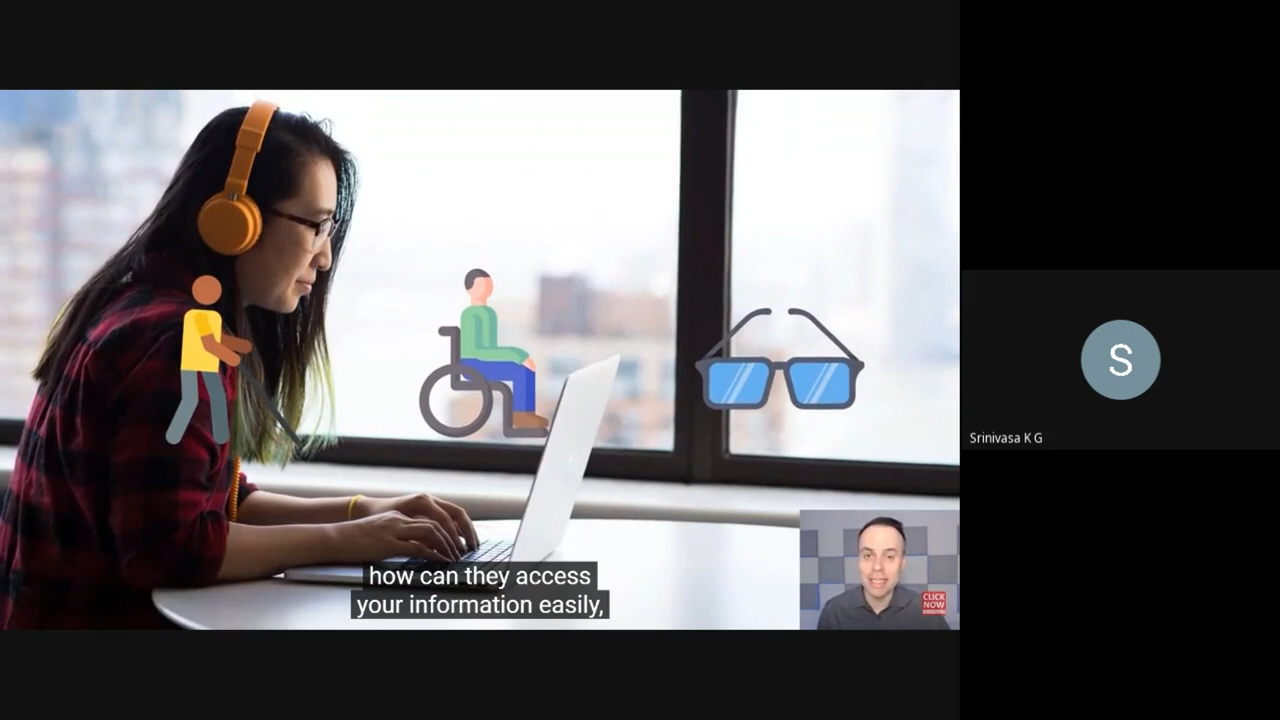 how can they access
your information easily,
CLICK
NOW
S
Srinivasa K G